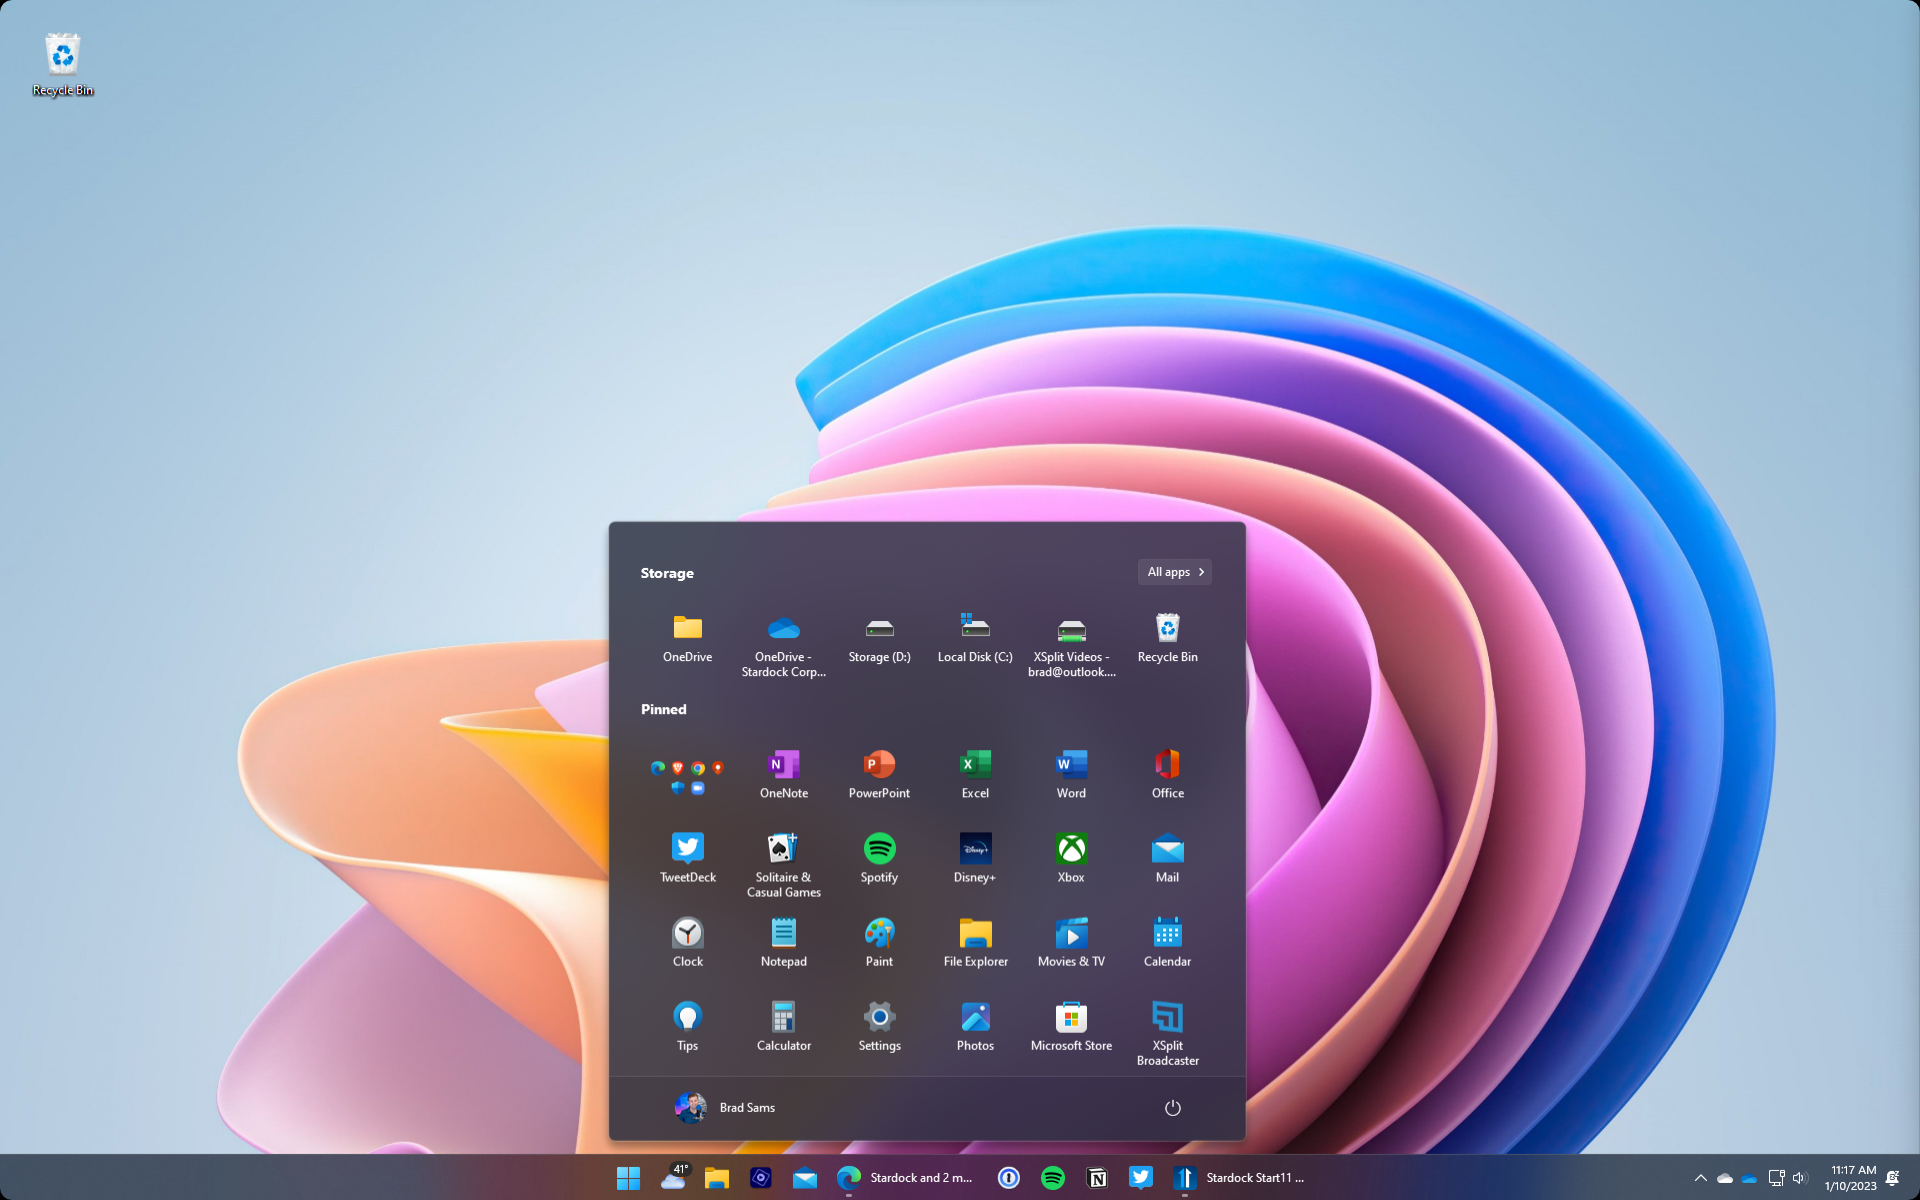 Recycle Bin
Storage
All apps
OneDrive
OneDrive -
Stardock Corp...
Storage (D:)
Local Disk (C:)
XSplit Videos -
brad@outlook....
Recycle Bin
Pinned
OneNote
PowerPoint
Excel
Word
Office
TweetDeck
Solitaire &
Casual Games
Spotify
Disney+
Disney+
Xbox
Mail
Clock
Notepad
Paint
File Explorer
Movies & TV
Calendar
Tips
Calculator
Settings
Photos
Microsoft Store
XSplit
Broadcaster
Brad Sams
41°
Stardock and 2 m...
Stardock Start11 ...
11:17 AM
1/10/2023